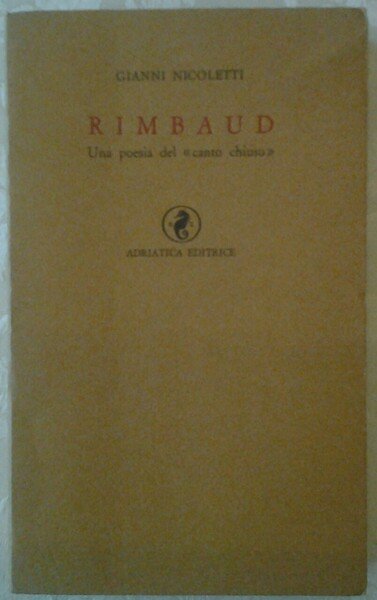 GIANNI NICOLETTI
RIMBAUD
Una poesia del «canto chiuso»
ADRIATICA EDITRICE